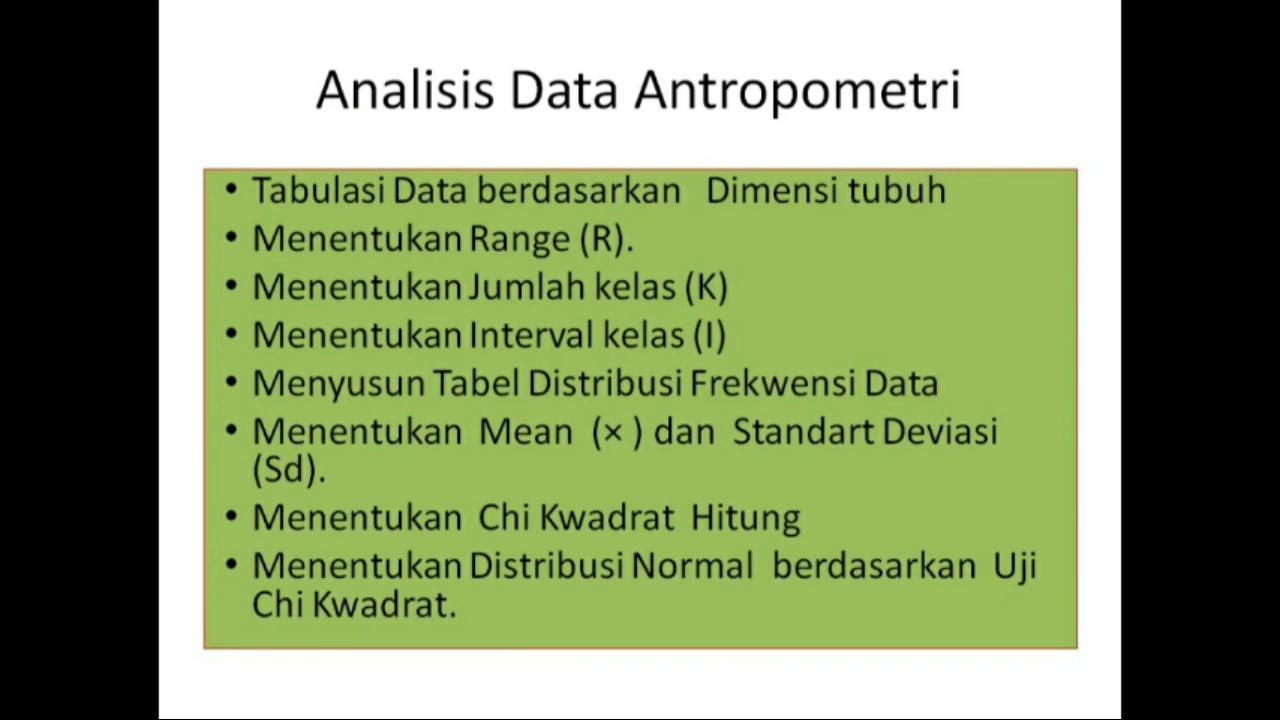 Analisis Data Antropometri
• Tabulasi Data berdasarkan Dimensi tubuh
• Menentukan Range (R).
• Menentukan Jumlah kelas (K)
• Menentukan Interval kelas (I)
• Menyusun Tabel Distribusi Frekwensi Data
• Menentukan Mean (× ) dan Standart Deviasi
(Sd).
• Menentukan Chi Kwadrat Hitung
• Menentukan Distribusi Normal berdasarkan Uji
Chi Kwadrat.